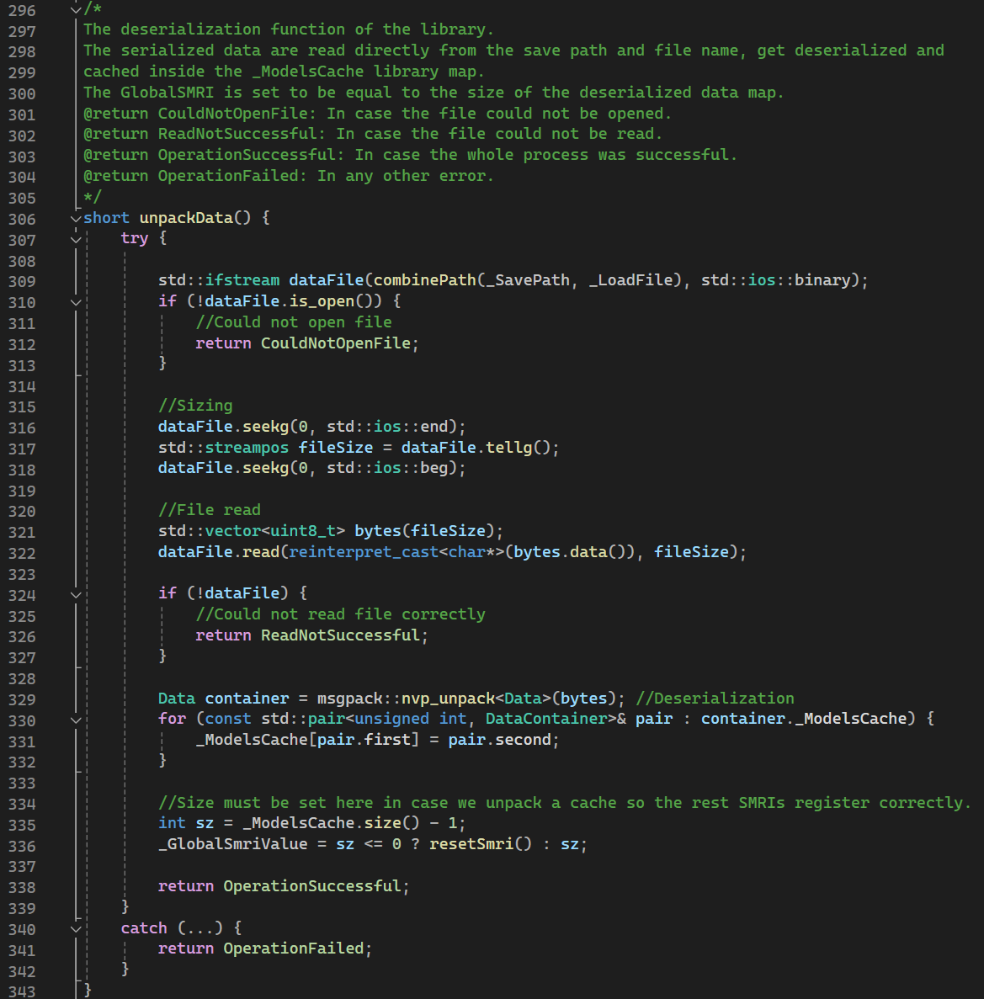 296 /*
297 The deserialization function of the library.
298 The serialized data are read directly from the save path and file name, get deserialized and
299 cached inside the _ModelsCache library map.
300 The GlobalSMRI is set to be equal to the size of the deserialized data map.
301 @return CouldNotOpenFile: In case the file could not be opened.
302 @return ReadNotSuccessful: In case the file could not be read.
303 @return OperationSuccessful: In case the whole process was successful.
304 @return OperationFailed: In any other error.
305 */
306 short unpackData() {
307     try {
308
309         std::ifstream dataFile(combinePath(_SavePath, _LoadFile), std::ios::binary);
310         if (!dataFile.is_open()) {
311             //Could not open file
312             return CouldNotOpenFile;
313         }
314
315         //Sizing
316         dataFile.seekg(0, std::ios::end);
317         std::streampos fileSize = dataFile.tellg();
318         dataFile.seekg(0, std::ios::beg);
319
320         //File read
321         std::vector<uint8_t> bytes(fileSize);
322         dataFile.read(reinterpret_cast<char*>(bytes.data()), fileSize);
323
324         if (!dataFile) {
325             //Could not read file correctly
326             return ReadNotSuccessful;
327         }
328
329         Data container = msgpack::nvp_unpack<Data>(bytes); //Deserialization
330         for (const std::pair<unsigned int, DataContainer>& pair : container._ModelsCache) {
331             _ModelsCache[pair.first] = pair.second;
332         }
333
334         //Size must be set here in case we unpack a cache so the rest SMRIs register correctly.
335         int sz = _ModelsCache.size() - 1;
336         _GlobalSmriValue = sz <= 0 ? resetSmri() : sz;
337
338         return OperationSuccessful;
339     }
340     catch (...) {
341         return OperationFailed;
342     }
343 }